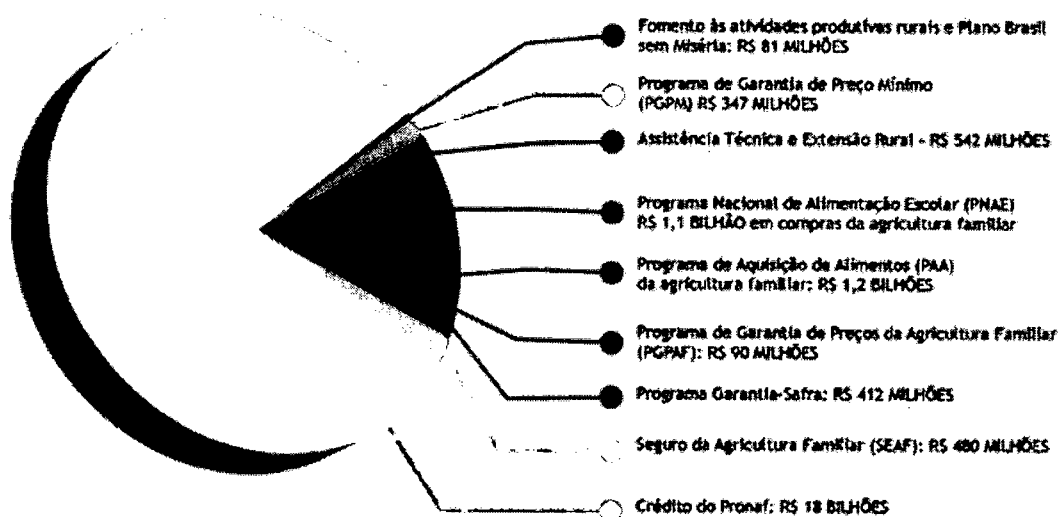 Fomento às atividades produtivas rurais e Plano Brasil
sem Miséria: R$ 81 MILHÕES
Programa de Garantia de Preço Mínimo
(PGPM) R$ 347 MILHÕES
Assistência Técnica e Extensão Rural - R$ 542 MILHÕES
Programa Nacional de Alimentação Escolar (PNAE)
R$ 1,1 BILHÃO em compras da agricultura familiar
Programa de Aquisição de Alimentos (PAA)
da agricultura familiar: R$ 1,2 BILHÕES
Programa de Garantia de Preços da Agricultura Familiar
(PGPAF): R$ 90 MILHÕES
Programa Garantia-Safra: R$ 412 MILHÕES
Seguro da Agricultura Familiar (SEAF): R$ 480 MILHÕES
Crédito do Pronaf: R$ 18 BILHÕES